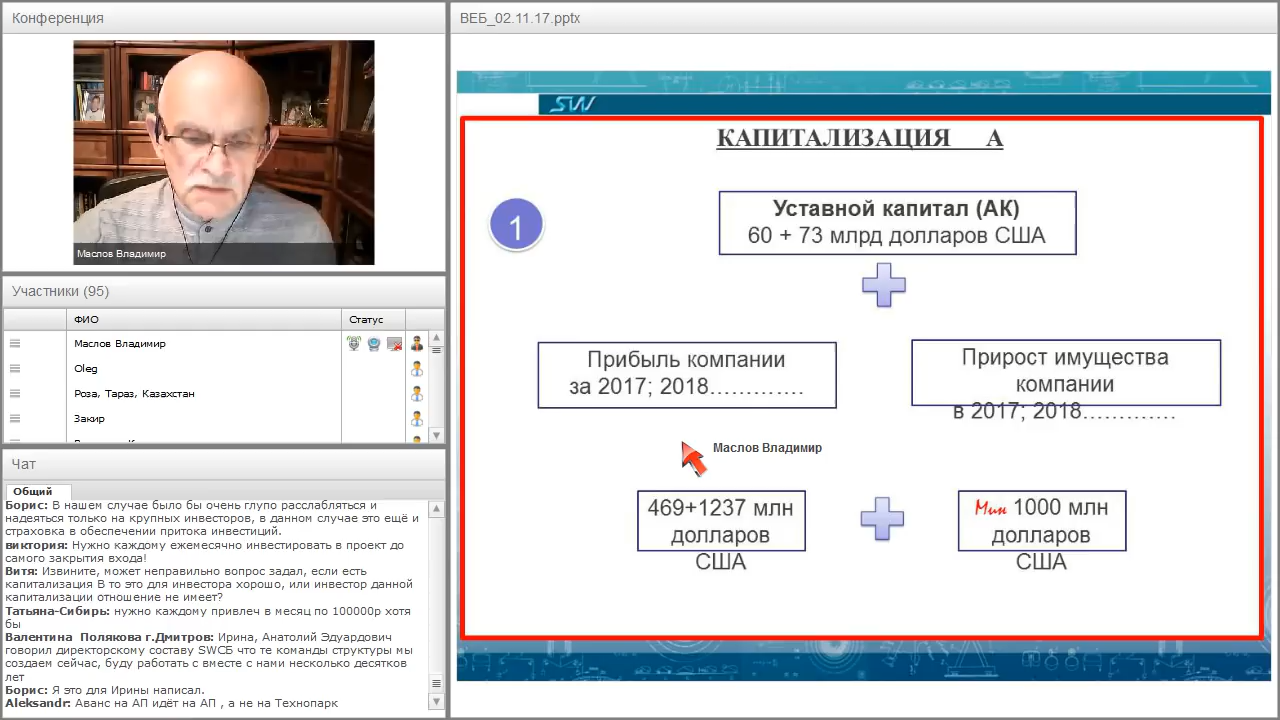 Конференция
Маслов Владимир
Участники (95)
ФИО
Статус
Маслов Владимир
Oleg
Роза, Тараз, Казахстан
Закир
Чат
Общий
Борис: В нашем случае было бы очень глупо расслабляться и
надеяться только на крупных инвесторов, в данном случае это ещё и
страховка в обеспечении притока инвестиций.
виктория: Нужно каждому ежемесячно инвестировать в проект до
самого закрытия входа!
Витя: Извините, может неправильно вопрос задал, если есть
капитализация В то это для инвестора хорошо, или инвестор данной
капитализации отношение не имеет?
Татьяна-Сибирь: нужно каждому привлеч в месяц по 100000р хотя
бы
Валентина Полякова г.Дмитров: Ирина, Анатолий Эдуардович
говорил директорскому составу SWCБ что те команды структуры мы
создаем сейчас, буду работать с вместе с нами несколько десятков
лет
Борис: Я это для Ирины написал.
Aleksandr: Аванс на АП идёт на АП , а не на Технопарк
ВЕБ_02.11.17.pptx
SW
КАПИТАЛИЗАЦИЯ А
1
Уставной капитал (АК)
60 + 73 млрд долларов США
Прибыль компании
за 2017; 2018………….
Прирост имущества
компании
в 2017; 2018………….
Маслов Владимир
469+1237 млн
долларов
США
Мин 1000 млн
долларов
США